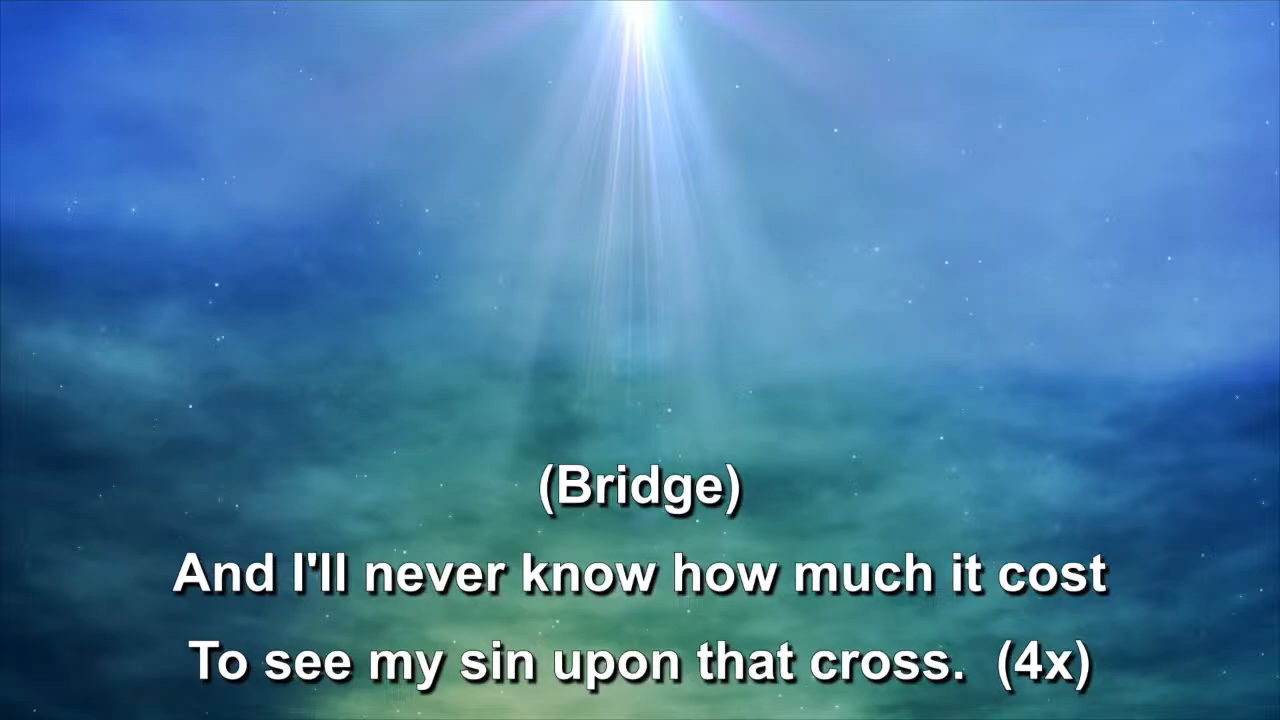 (Bridge)
And I'll never know how much it cost
To see my sin upon that cross.  (4x)